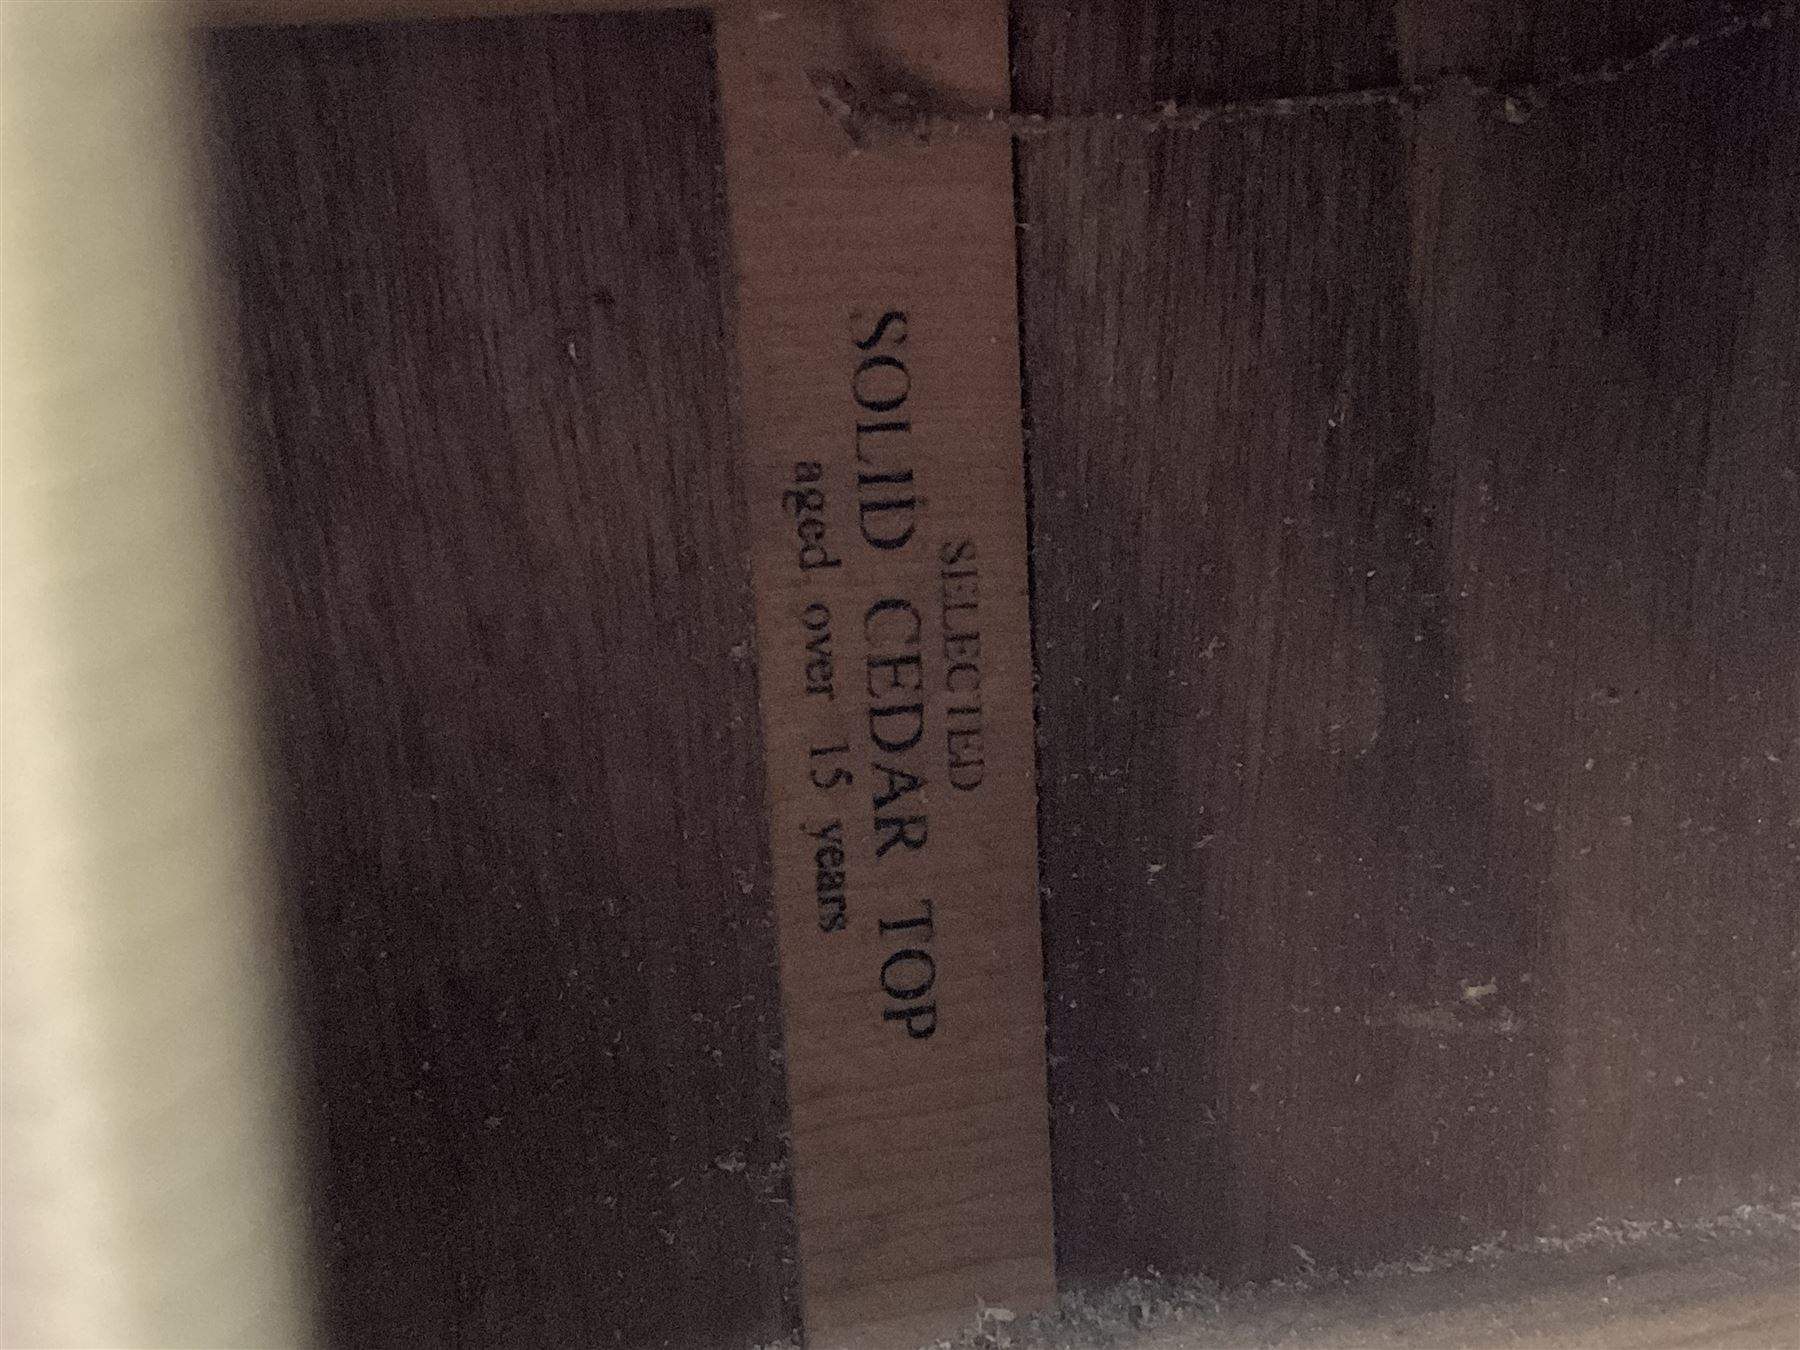 SELECTED
SOLID CEDAR TOP
aged over 15 years